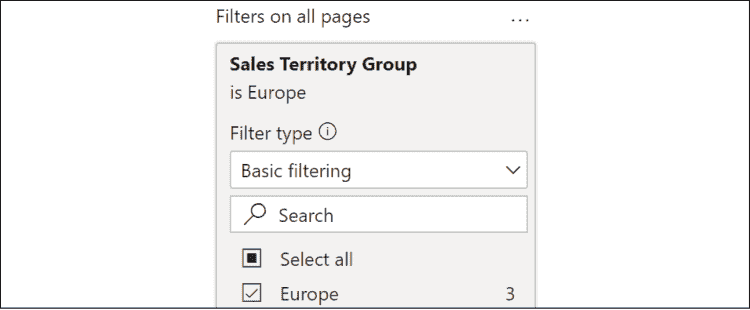 Filters on all pages ...
Sales Territory Group
is Europe
Filter type
Basic filtering
Search
Select all
Europe 3